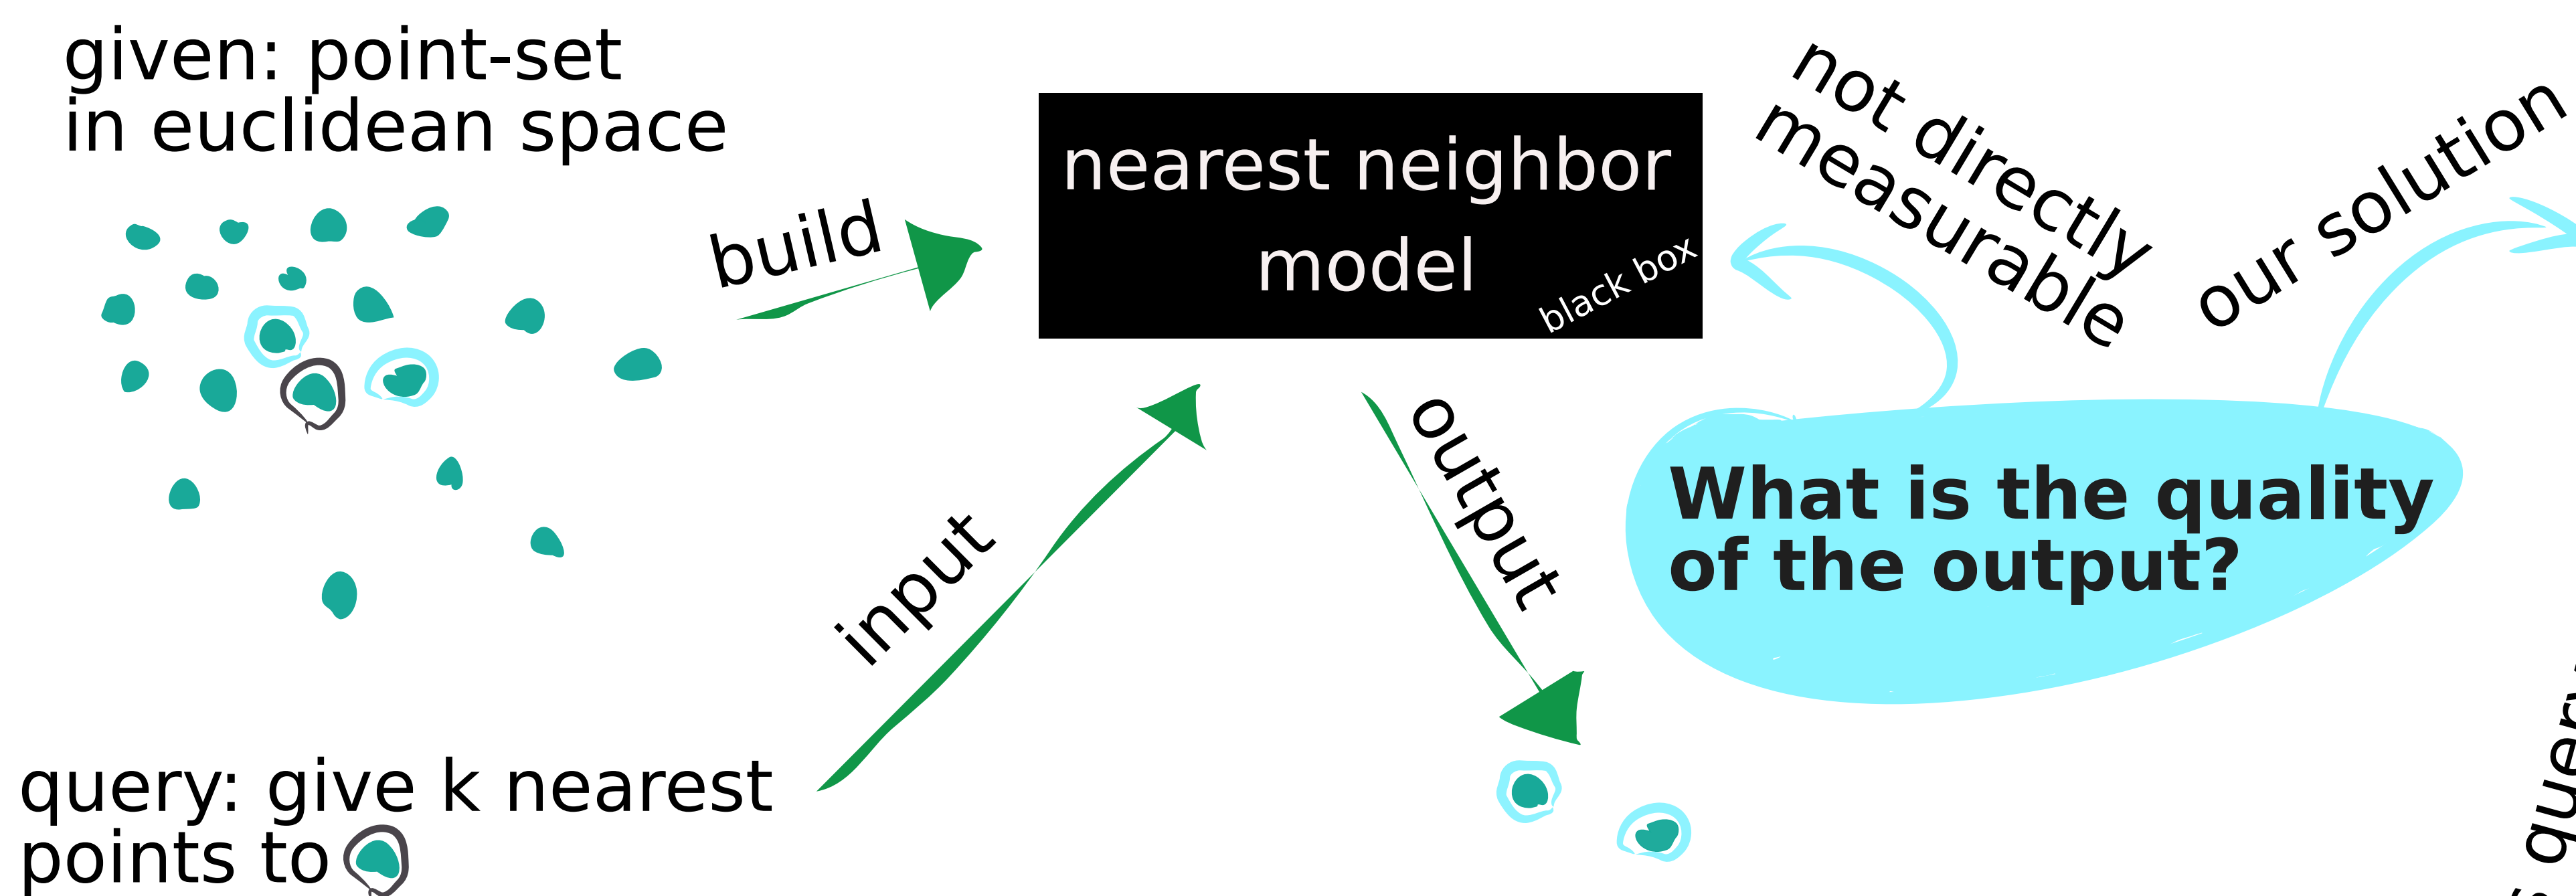 given: point-set
in euclidean space
build
nearest neighbor
model
black box
not directly
measurable
our solution
input
output
What is the quality
of the output?
query: give k nearest
points to